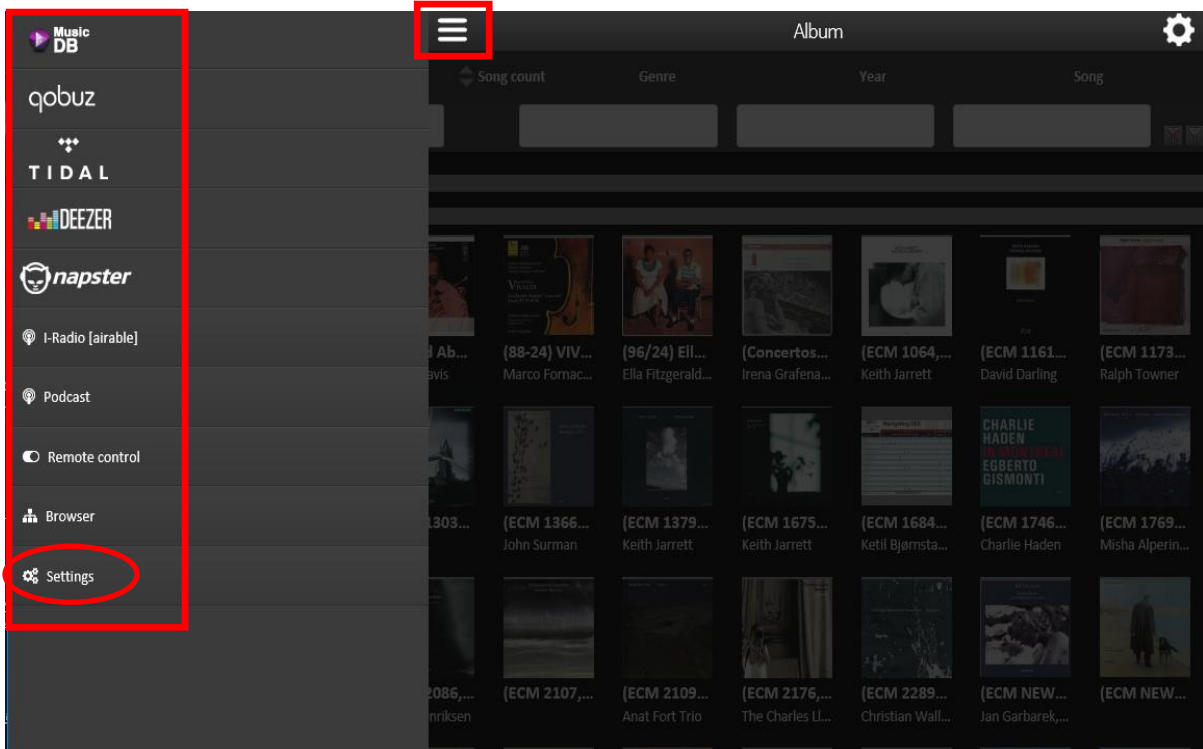 Music
DB
qobuz
TIDAL
DEEZER
napster
I-Radio [airable]
Podcast
Remote control
Browser
Settings
Album
Song count Genre Year Song
d Ab... (88-24) VIV... (96/24) Ell... (Concertos... (ECM 1064,... (ECM 1161... (ECM 1173...
avis Marco Fornac... Ella Fitzgerald... Irena Grafena... Keith Jarrett David Darling Ralph Towner
CHARLIE
HADEN
IN MONTREAL
EGBERTO
GISMONTI
1303... (ECM 1366... (ECM 1379... (ECM 1675... (ECM 1684... (ECM 1746... (ECM 1769...
John Surman Keith Jarrett Keith Jarrett Ketil Bjørnsta... Charlie Haden Misha Alperin...
2086,... (ECM 2107,... (ECM 2109... (ECM 2176,... (ECM 2289... (ECM NEW... (ECM NEW...
nriksen Anat Fort Trio The Charles Ll... Christian Wall... Jan Garbarek,...